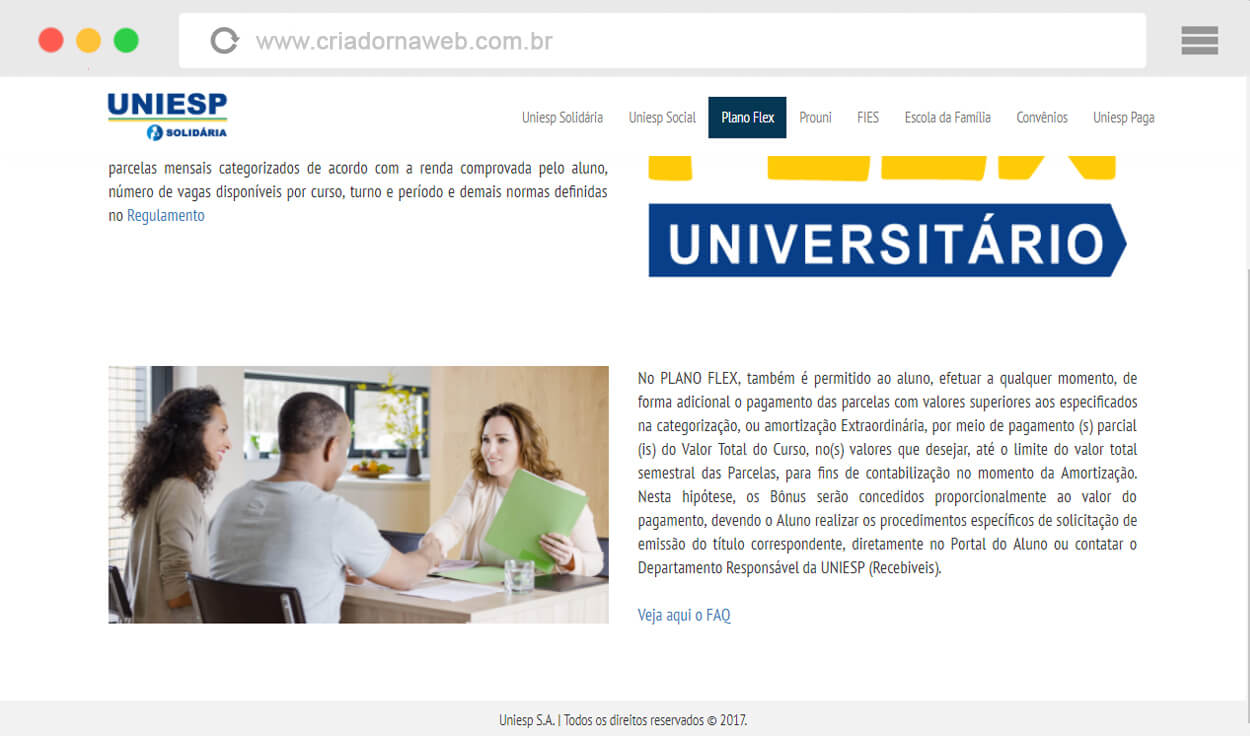 www.criadornaweb.com.br
UNIESP
SOLIDÁRIA
Uniesp Solidária Uniesp Social Plano Flex Prouni FIES Escola da Família Convênios Uniesp Paga
parcelas mensais categorizados de acordo com a renda comprovada pelo aluno,
número de vagas disponíveis por curso, turno e período e demais normas definidas
no Regulamento
UNIVERSITÁRIO
No PLANO FLEX, também é permitido ao aluno, efetuar a qualquer momento, de
forma adicional o pagamento das parcelas com valores superiores aos especificados
na categorização, ou amortização Extraordinária, por meio de pagamento (s) parcial
(is) do Valor Total do Curso, no(s) valores que desejar, até o limite do valor total
semestral das Parcelas, para fins de contabilização no momento da Amortização.
Nesta hipótese, os Bônus serão concedidos proporcionalmente ao valor do
pagamento, devendo o Aluno realizar os procedimentos específicos de solicitação de
emissão do título correspondente, diretamente no Portal do Aluno ou contatar o
Departamento Responsável da UNIESP (Recebiveis).
Veja aqui o FAQ
Uniesp S.A. | Todos os direitos reservados © 2017.